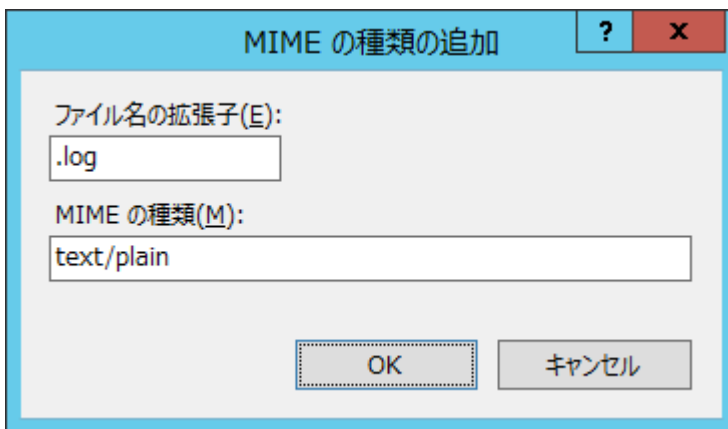 MIME の種類の追加
?
x
ファイル名の拡張子(E):
.log
MIME の種類(M):
text/plain
OK
キャンセル